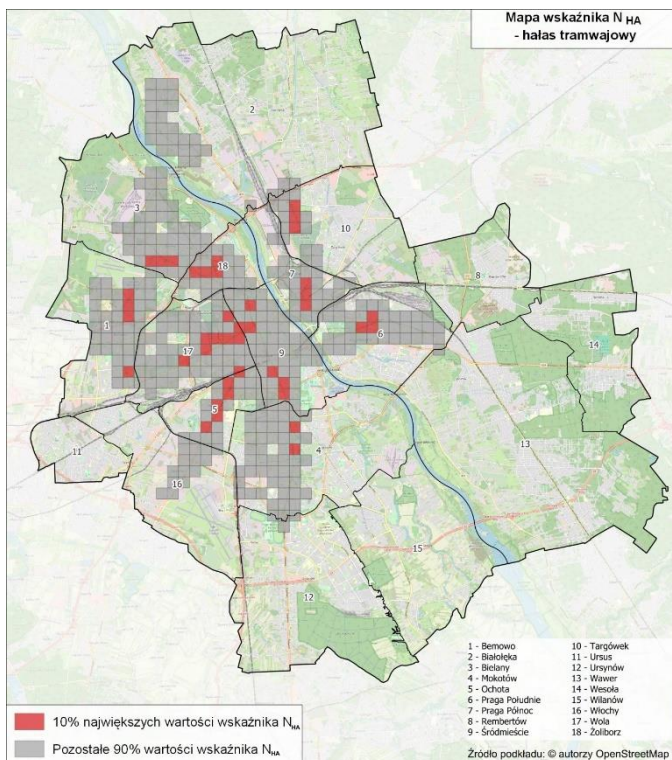 Mapa wskaźnika N HA
- hałas tramwajowy
2
3
10
18
7
8
1
6
14
17
9
5
13
11
4
16
15
12
1 - Bemowo
2 - Białołęka
3 - Bielany
4 - Mokotów
5 - Ochota
6 - Praga Południe
7 - Praga Północ
8 - Rembertów
9 - Śródmieście
10 - Targówek
11 - Ursus
12 - Ursynów
13 - Wawer
14 - Wesoła
15 - Wilanów
16 - Włochy
17 - Wola
18 - Żoliborz
10% największych wartości wskaźnika N HA
Pozostałe 90% wartości wskaźnika N HA
Źródło podkładu: © autorzy OpenStreetMap